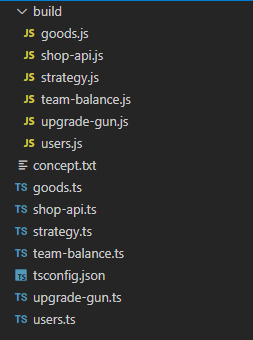 build
JS goods.js
JS shop-api.js
JS strategy.js
JS team-balance.js
JS upgrade-gun.js
JS users.js
concept.txt
TS goods.ts
TS shop-api.ts
TS strategy.ts
TS team-balance.ts
TS tsconfig.json
TS upgrade-gun.ts
TS users.ts